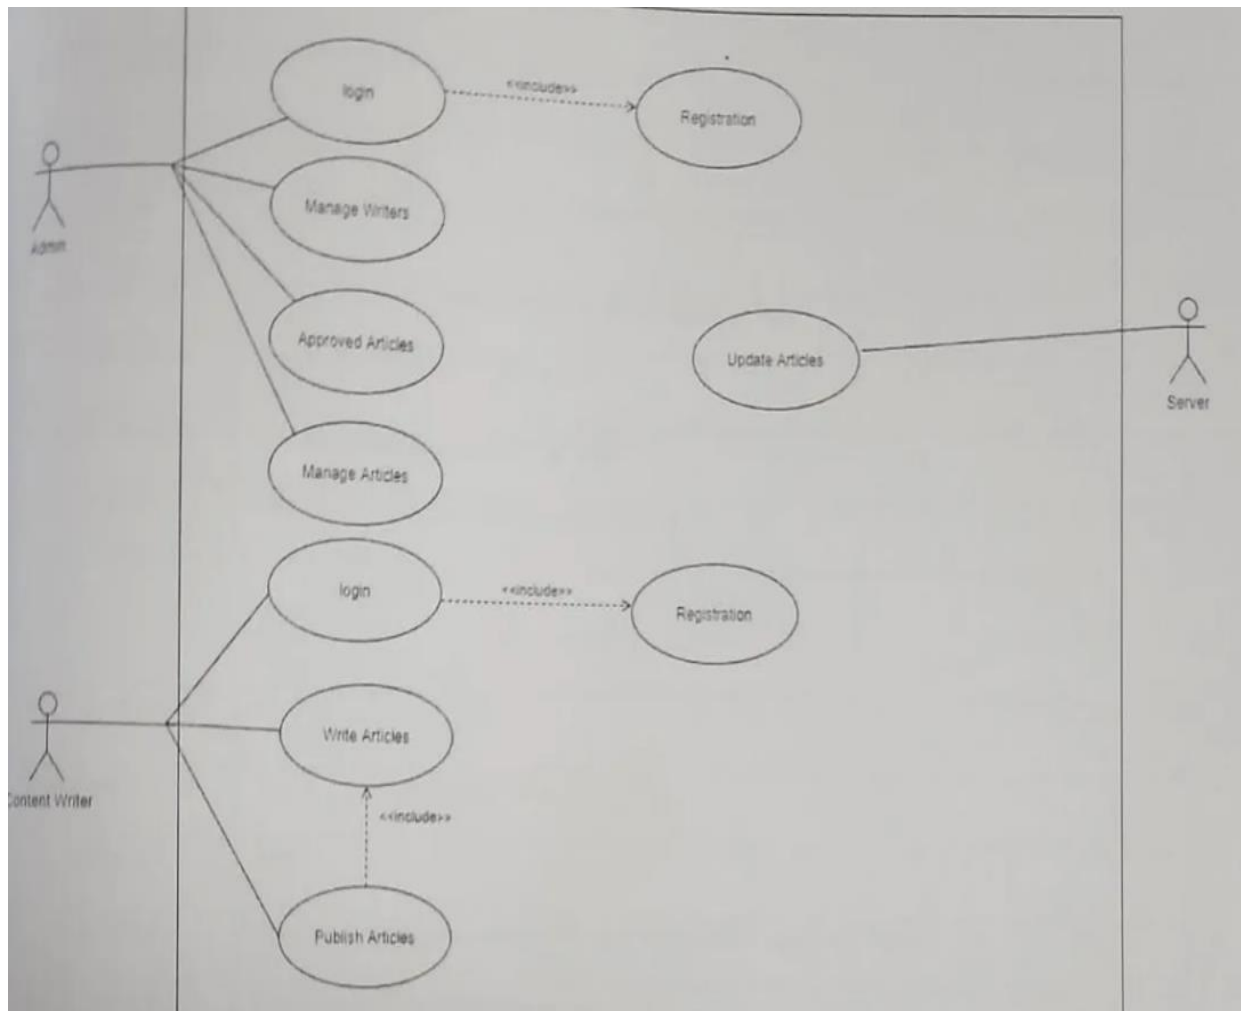 login
<<include>>
Registration
Manage Writers
Admin
Approved Articles
Update Articles
Server
Manage Articles
login
<<include>>
Registration
Write Articles
Content Writer
<<include>>
Publish Articles